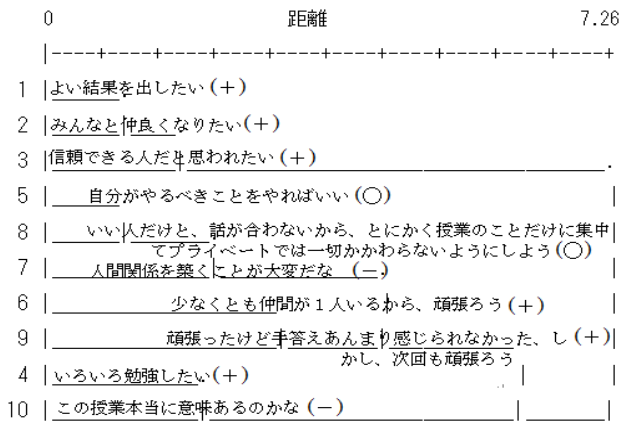 0 距離 7.26
|----+----+----+----+----+----+----+----+----+----+
1 よい結果を出したい(+)
2 みんなと仲良くなりたい(+)
3 信頼できる人だと思われたい(+)
5 自分がやるべきことをやればいい(○)
8 いい人だけと、話が合わないから、とにかく授業のことだけに集中
てプライベートでは一切かかわらないようにしよう(○)
7 人間関係を築くことが大変だな (-)
6 少なくとも仲間が1人いるから、頑張ろう(+)
9 頑張ったけど手答えあんまり感じられなかった、し(+)
かし、次回も頑張ろう
4 いろいろ勉強したい(+)
10 この授業本当に意味あるのかな(-)